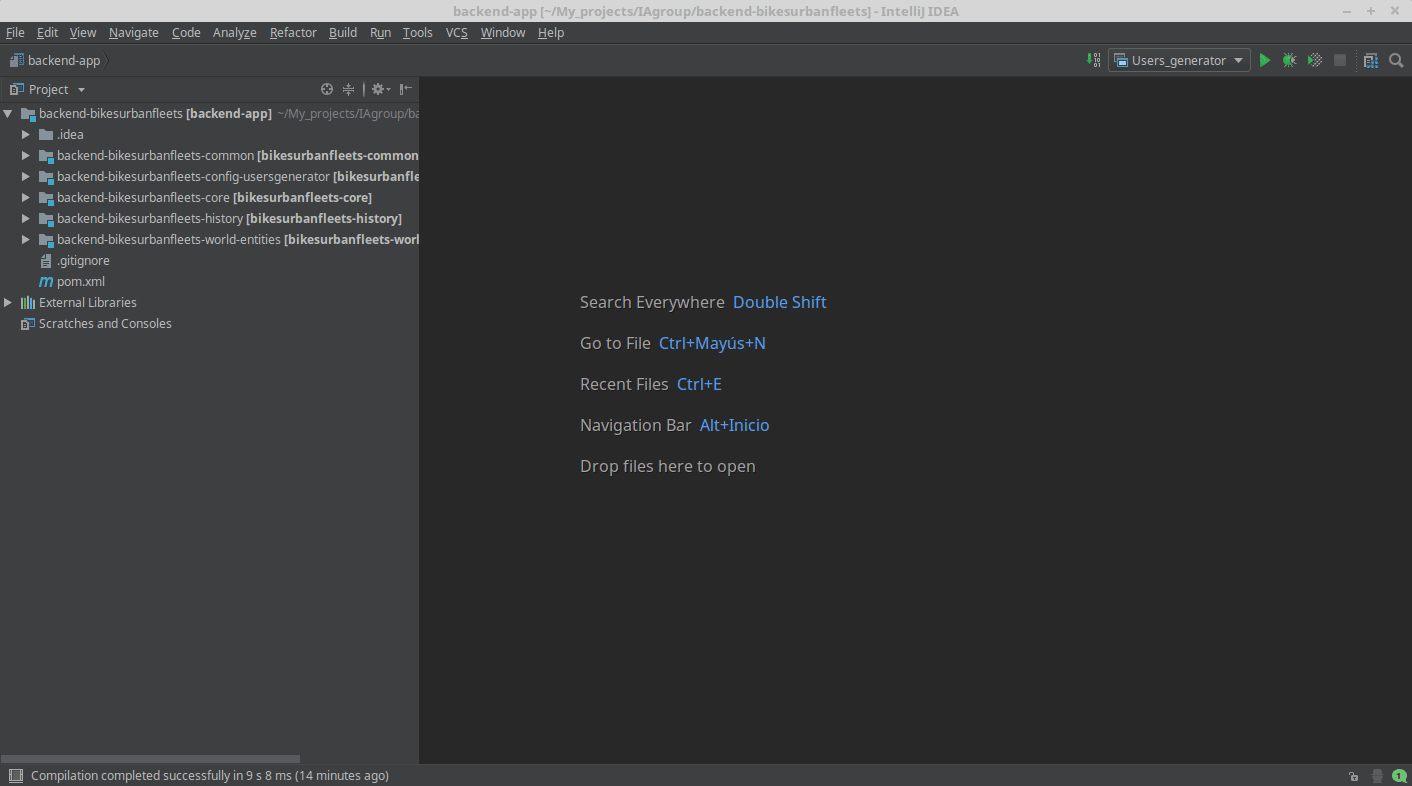 backend-app [~/My_projects/IAgroup/backend-bikesurbanfleets] - IntelliJ IDEA
File Edit View Navigate Code Analyze Refactor Build Run Tools VCS Window Help
backend-app Users_generator
Project
backend-bikesurbanfleets [backend-app] ~/My_projects/IAgroup/ba
.idea
backend-bikesurbanfleets-common [bikesurbanfleets-common
backend-bikesurbanfleets-config-usersgenerator [bikesurbanfle
backend-bikesurbanfleets-core [bikesurbanfleets-core]
backend-bikesurbanfleets-history [bikesurbanfleets-history]
backend-bikesurbanfleets-world-entities [bikesurbanfleets-worl
.gitignore
pom.xml
External Libraries
Scratches and Consoles
Search Everywhere Double Shift
Go to File Ctrl+Mayús+N
Recent Files Ctrl+E
Navigation Bar Alt+Inicio
Drop files here to open
Compilation completed successfully in 9 s 8 ms (14 minutes ago) 1